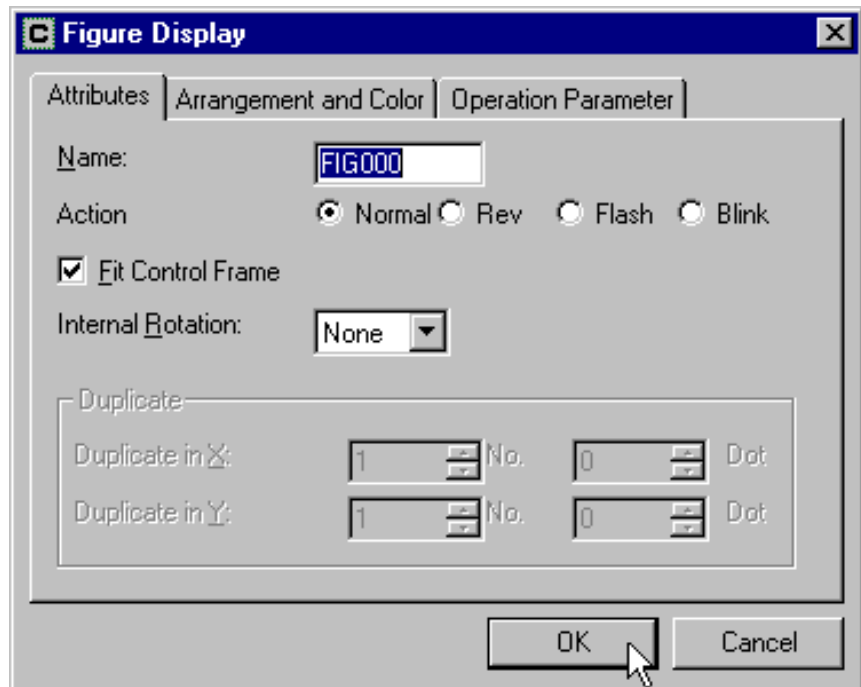 C Figure Display
Attributes Arrangement and Color Operation Parameter
Name: FIG000
Action Normal Rev Flash Blink
Fit Control Frame
Internal Rotation: None
Duplicate
Duplicate in X: 1 No. 0 Dot
Duplicate in Y: 1 No. 0 Dot
OK Cancel